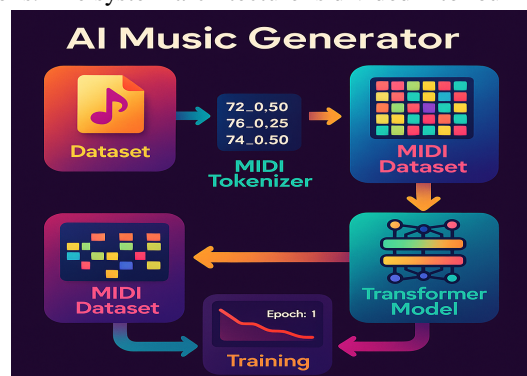 AI Music Generator
Dataset
72_0,50
76_0,25
74_0.50
MIDI
Tokenizer
MIDI
Dataset
MIDI
Dataset
Transformer
Model
Epoch: 1
Training